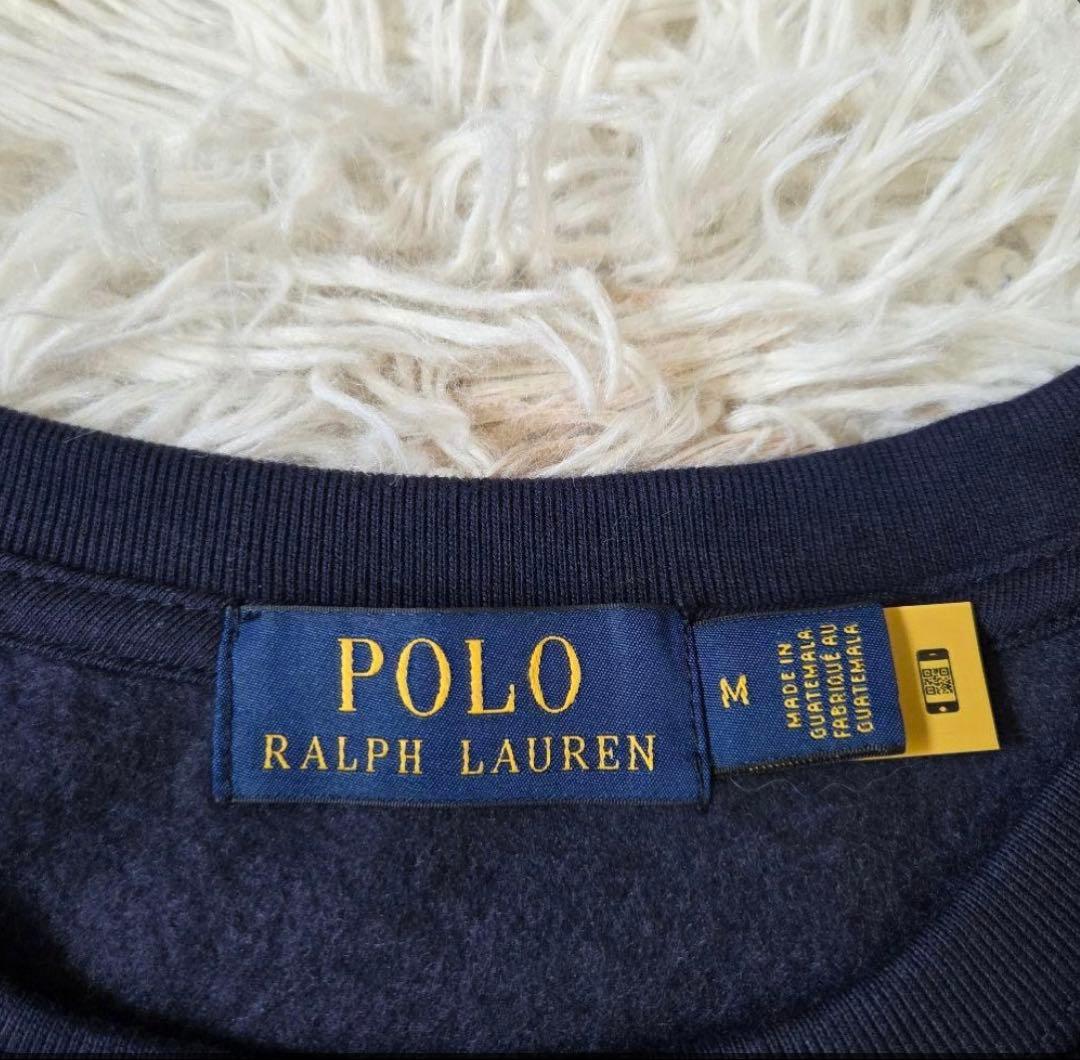 POLO
RALPH LAUREN
M
MADE IN
GUATEMALA
FABRIQUÉ AU
GUATEMALA